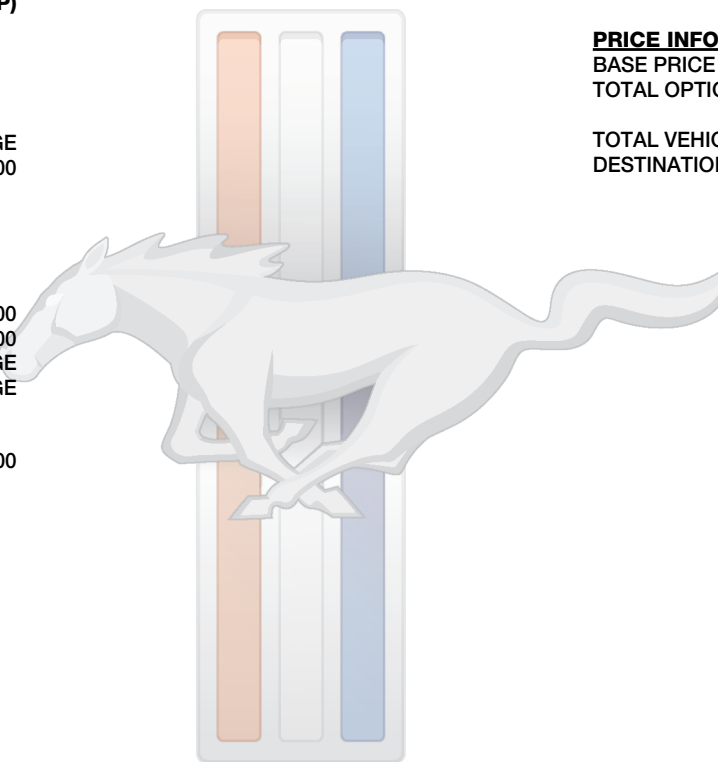 PRICE INFO
BASE PRICE
TOTAL OPTIO
TOTAL VEHIC
DESTINATION
P)
GE
00
00
00
GE
GE
00